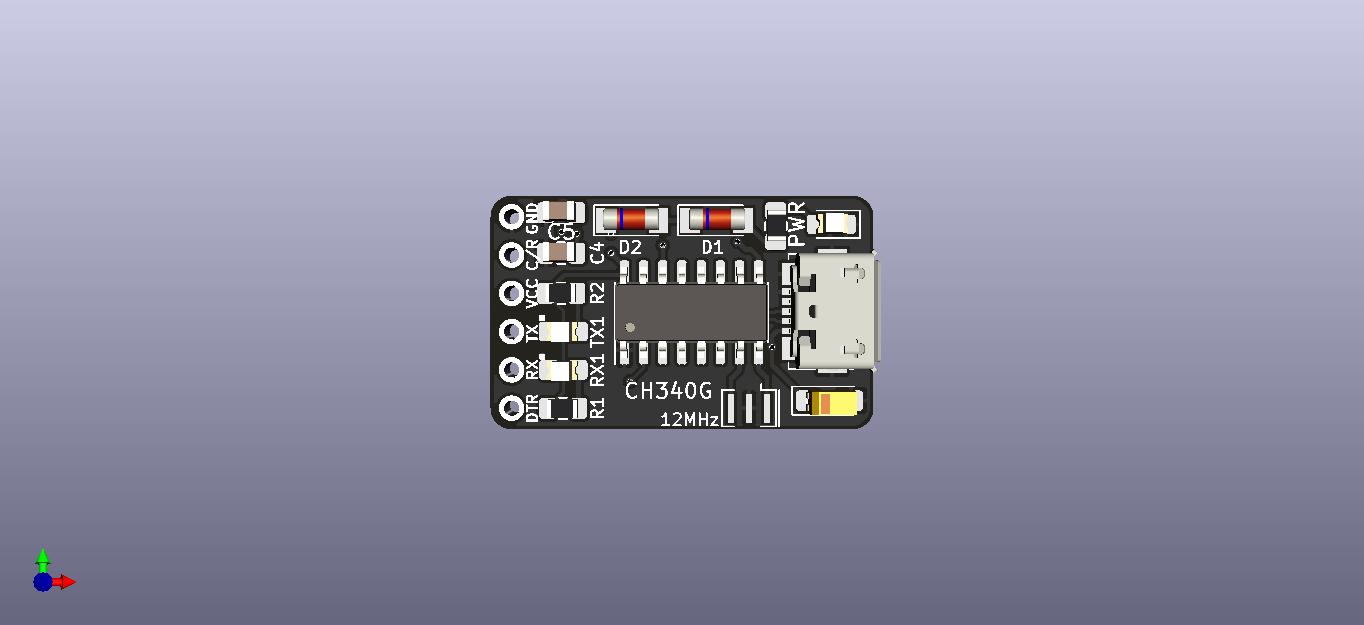 GND
C5
C/R
C4
VCC
R2
TX
TX1
RX
RX1
DTR
R1
D2
D1
PWR
CH340G
12MHz